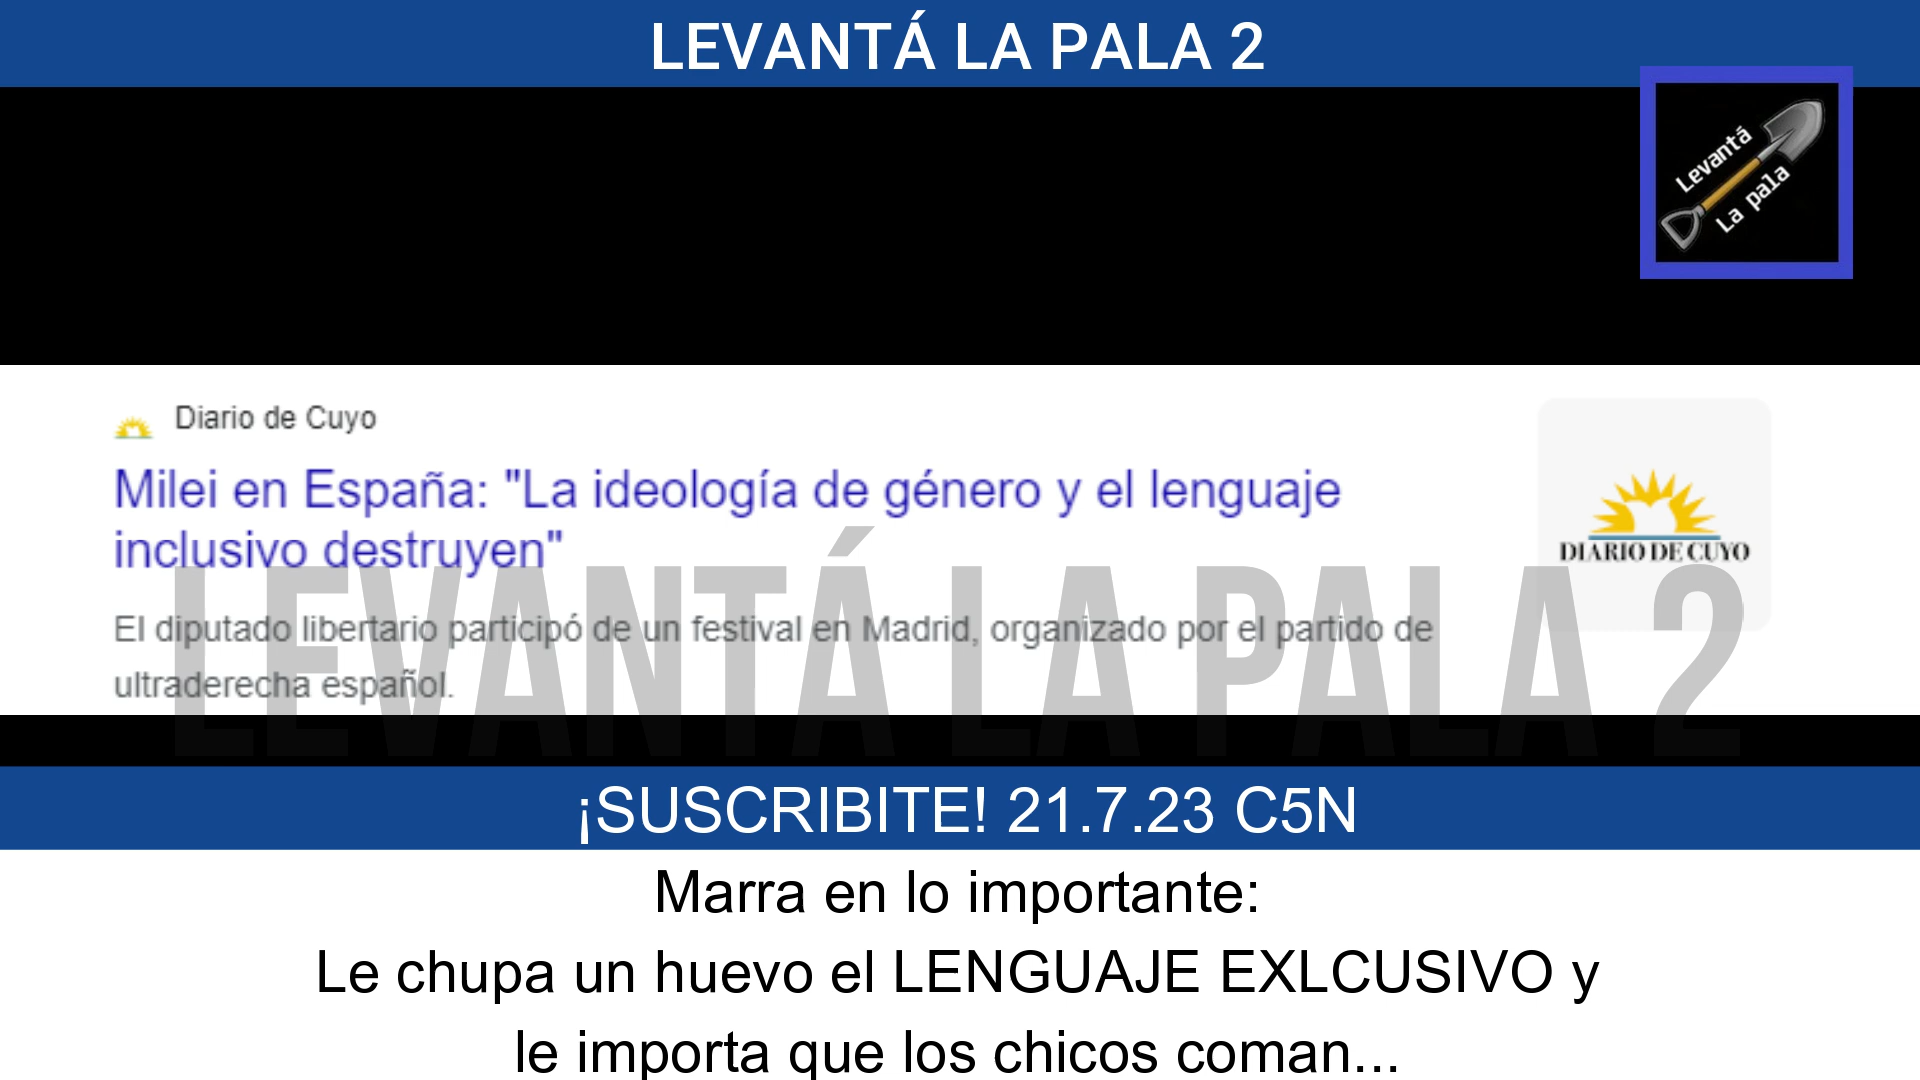 LEVANTÁ LA PALA 2
Levantá
La pala
Diario de Cuyo
Milei en España: "La ideología de género y el lenguaje
inclusivo destruyen"
DIARIO DE CUYO
El diputado libertario participó de un festival en Madrid, organizado por el partido de
ultraderecha español.
LEVANTÁ LA PALA 2
¡SUSCRIBITE! 21.7.23 C5N
Marra en lo importante:
Le chupa un huevo el LENGUAJE EXLCUSIVO y
le importa que los chicos coman...